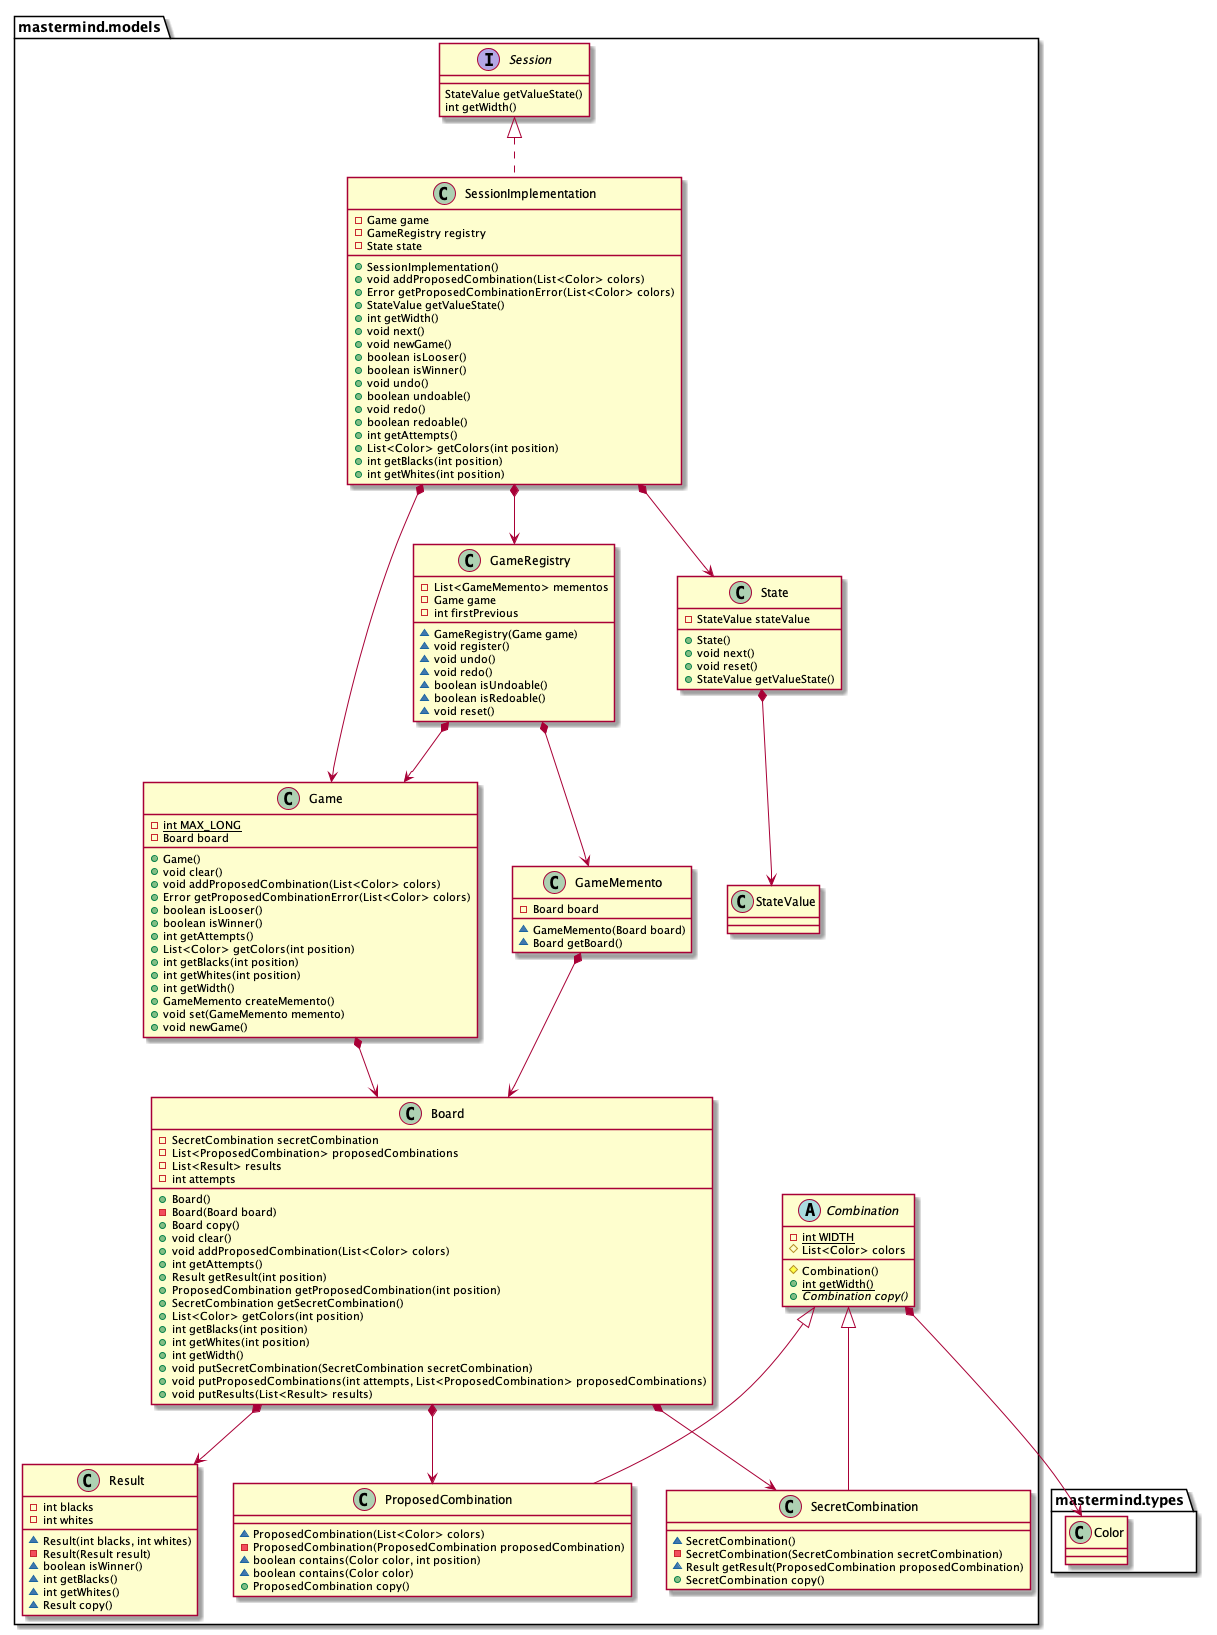 mastermind.models
I Session
StateValue getValueState()
int getWidth()
C SessionImplementation
Game game
GameRegistry registry
State state
SessionImplementation()
void addProposedCombination(List<Color> colors)
Error getProposedCombinationError(List<Color> colors)
StateValue getValueState()
int getWidth()
void next()
void newGame()
boolean isLooser()
boolean isWinner()
void undo()
boolean undoable()
void redo()
boolean redoable()
int getAttempts()
List<Color> getColors(int position)
int getBlacks(int position)
int getWhites(int position)
C GameRegistry
List<GameMemento> mementos
Game game
int firstPrevious
GameRegistry(Game game)
void register()
void undo()
void redo()
boolean isUndoable()
boolean isRedoable()
void reset()
C State
StateValue stateValue
State()
void next()
void reset()
StateValue getValueState()
C Game
int MAX_LONG
Board board
Game()
void clear()
void addProposedCombination(List<Color> colors)
Error getProposedCombinationError(List<Color> colors)
boolean isLooser()
boolean isWinner()
int getAttempts()
List<Color> getColors(int position)
int getBlacks(int position)
int getWhites(int position)
int getWidth()
GameMemento createMemento()
void set(GameMemento memento)
void newGame()
C GameMemento
Board board
GameMemento(Board board)
Board getBoard()
C StateValue
C Board
SecretCombination secretCombination
List<ProposedCombination> proposedCombinations
List<Result> results
int attempts
Board()
Board(Board board)
Board copy()
void clear()
void addProposedCombination(List<Color> colors)
int getAttempts()
Result getResult(int position)
ProposedCombination getProposedCombination(int position)
SecretCombination getSecretCombination()
List<Color> getColors(int position)
int getBlacks(int position)
int getWhites(int position)
int getWidth()
void putSecretCombination(SecretCombination secretCombination)
void putProposedCombinations(int attempts, List<ProposedCombination> proposedCombinations)
void putResults(List<Result> results)
A Combination
int WIDTH
List<Color> colors
Combination()
int getWidth()
Combination copy()
C Result
int blacks
int whites
Result(int blacks, int whites)
Result(Result result)
boolean isWinner()
int getBlacks()
int getWhites()
Result copy()
C ProposedCombination
ProposedCombination(List<Color> colors)
ProposedCombination(ProposedCombination proposedCombination)
boolean contains(Color color, int position)
boolean contains(Color color)
ProposedCombination copy()
C SecretCombination
SecretCombination()
SecretCombination(SecretCombination secretCombination)
Result getResult(ProposedCombination proposedCombination)
SecretCombination copy()
mastermind.types
C Color